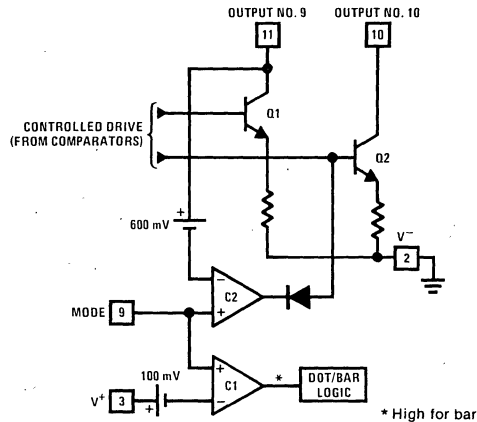 OUTPUT NO. 9
OUTPUT NO. 10
11
10
Q1
CONTROLLED DRIVE
(FROM COMPARATORS)
Q2
+
600 mV
V−
2
−
C2
+
MODE
9
100 mV
+
C1
−
*
DOT/BAR
LOGIC
V+
3
+
* High for bar